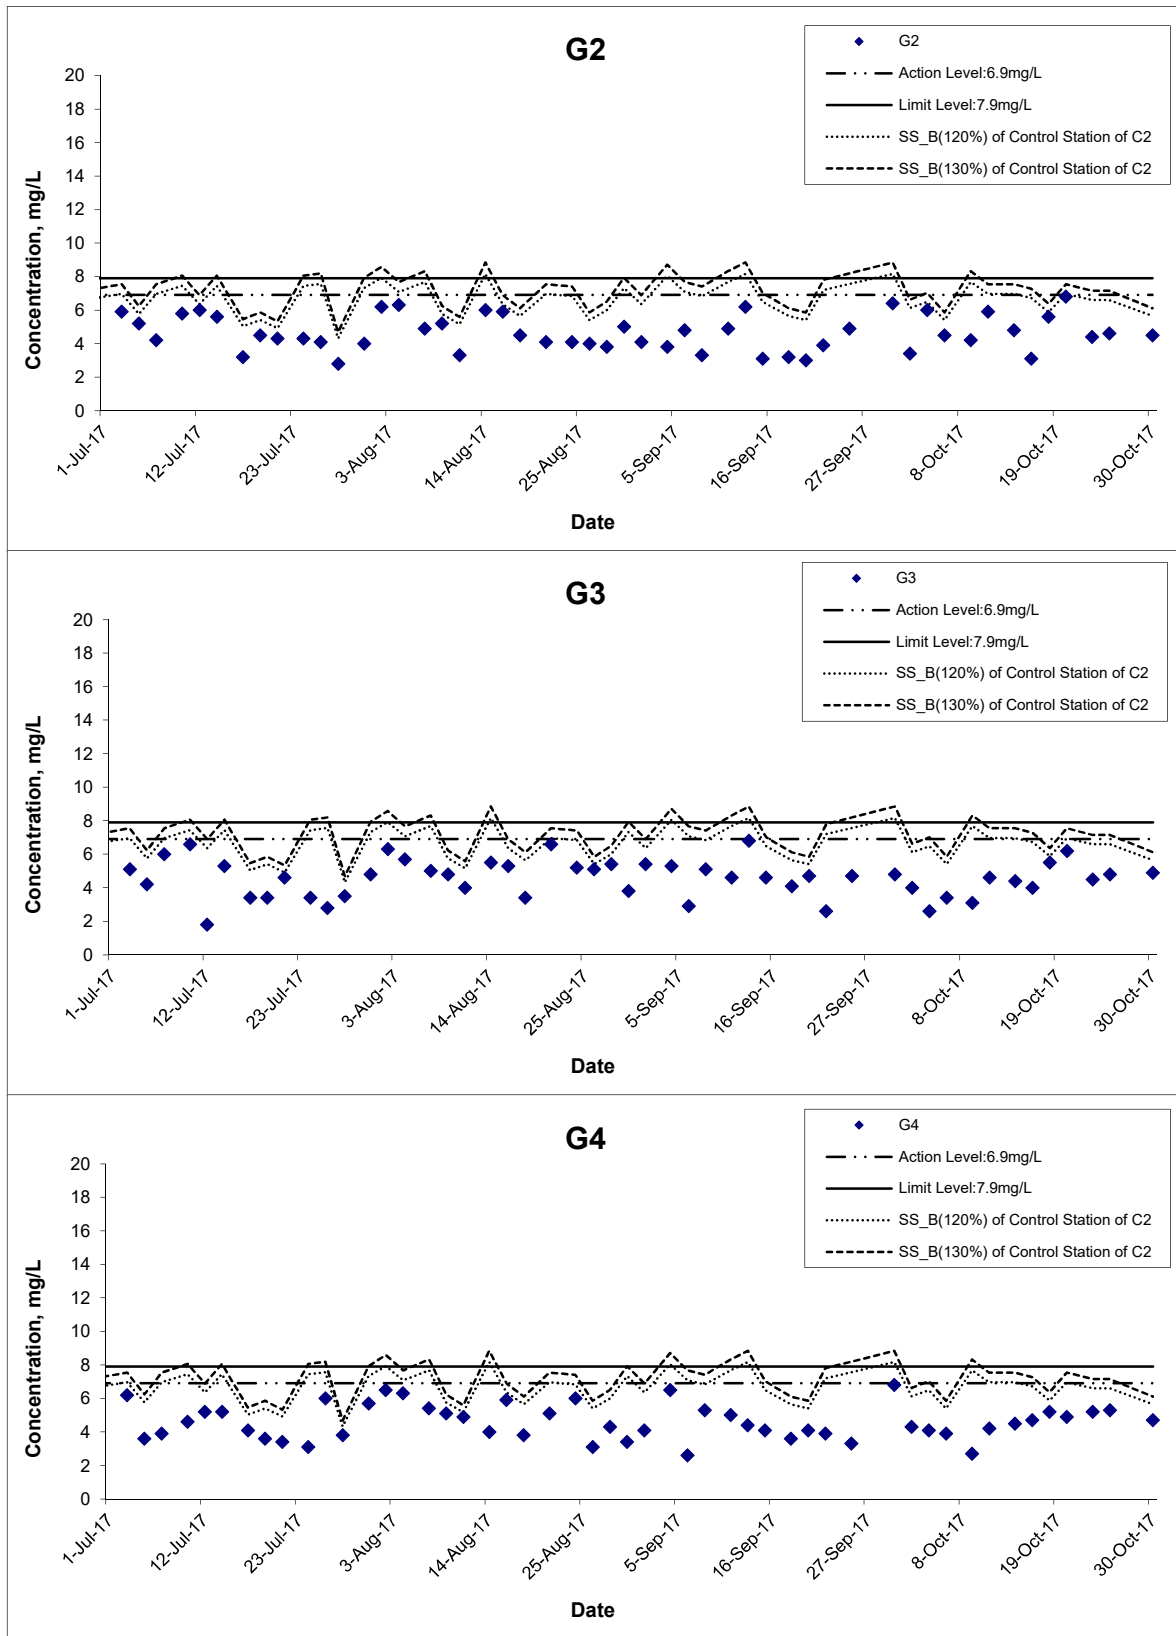 G2
G2
Action Level:6.9mg/L
Limit Level:7.9mg/L
SS_B(120%) of Control Station of C2
SS_B(130%) of Control Station of C2
Concentration, mg/L
20
18
16
14
12
10
8
6
4
2
0
1-Jul-17
12-Jul-17
23-Jul-17
3-Aug-17
14-Aug-17
25-Aug-17
5-Sep-17
16-Sep-17
27-Sep-17
8-Oct-17
19-Oct-17
30-Oct-17
Date
G3
G3
Action Level:6.9mg/L
Limit Level:7.9mg/L
SS_B(120%) of Control Station of C2
SS_B(130%) of Control Station of C2
Concentration, mg/L
20
18
16
14
12
10
8
6
4
2
0
1-Jul-17
12-Jul-17
23-Jul-17
3-Aug-17
14-Aug-17
25-Aug-17
5-Sep-17
16-Sep-17
27-Sep-17
8-Oct-17
19-Oct-17
30-Oct-17
Date
G4
G4
Action Level:6.9mg/L
Limit Level:7.9mg/L
SS_B(120%) of Control Station of C2
SS_B(130%) of Control Station of C2
Concentration, mg/L
20
18
16
14
12
10
8
6
4
2
0
1-Jul-17
12-Jul-17
23-Jul-17
3-Aug-17
14-Aug-17
25-Aug-17
5-Sep-17
16-Sep-17
27-Sep-17
8-Oct-17
19-Oct-17
30-Oct-17
Date